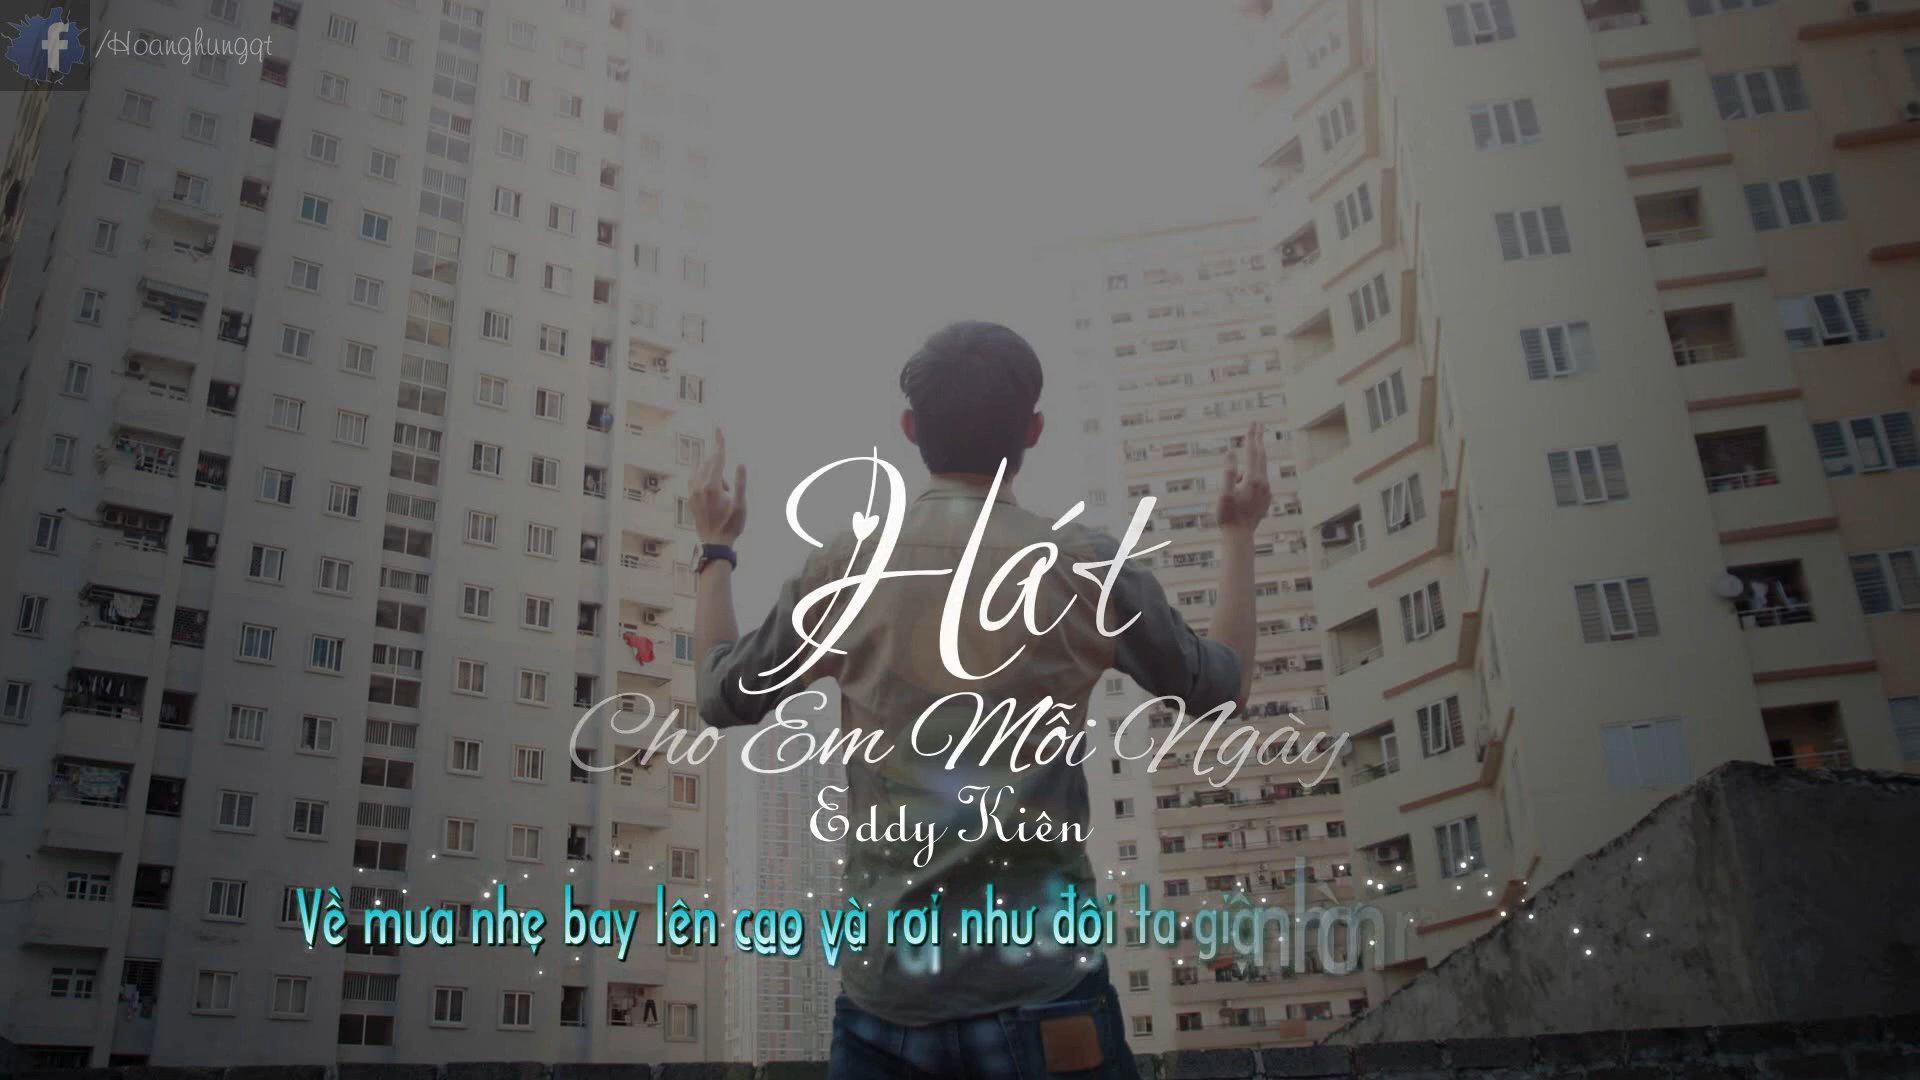 f /Hoanghungqt
Hát
Cho Em Mỗi Ngày
Eddy Kiên
Về mưa nhẹ bay lên cao và rơi như đôi ta giận hờn